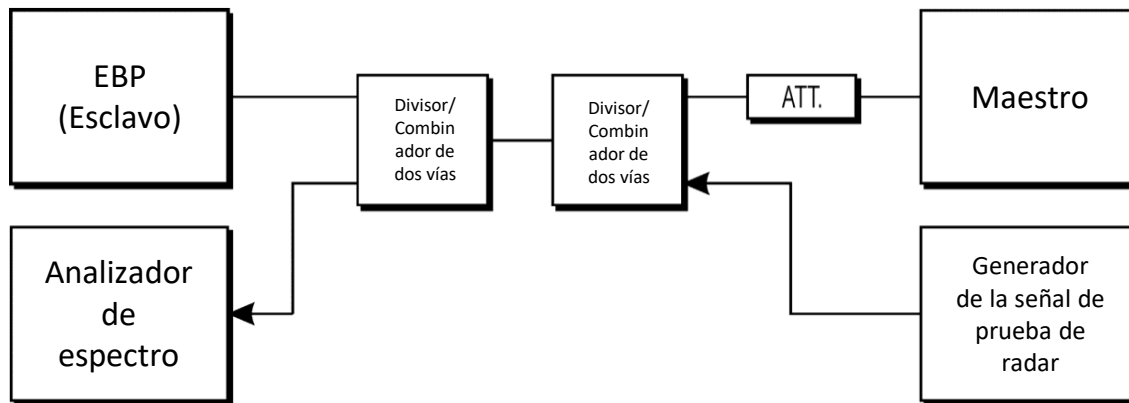 EBP
(Esclavo)
Divisor/
Combin
ador de
dos vías
Divisor/
Combin
ador de
dos vías
ATT.
Maestro
Analizador
de
espectro
Generador
de la señal de
prueba de
radar